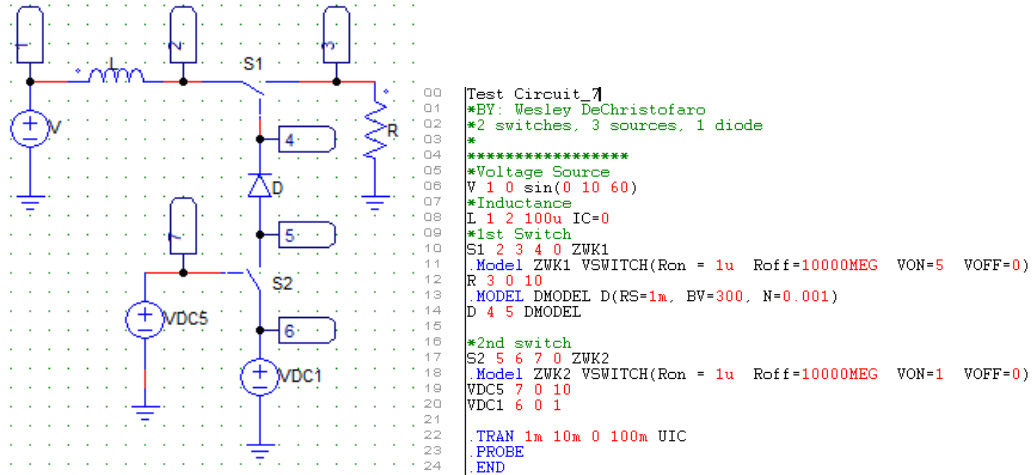 1
2
3
L
S1
V
R
4
D
5
7
S2
VDC5
6
VDC1
00 Test Circuit_7
01 *BY: Wesley DeChristofaro
02 *2 switches, 3 sources, 1 diode
03 *
04 *****************
05 *Voltage Source
06 V 1 0 sin(0 10 60)
07 *Inductance
08 L 1 2 100u IC=0
09 *1st Switch
10 S1 2 3 4 0 ZWK1
11 .Model ZWK1 VSWITCH(Ron = 1u Roff=10000MEG VON=5 VOFF=0)
12 R 3 0 10
13 .MODEL DMODEL D(RS=1m, BV=300, N=0.001)
14 D 4 5 DMODEL
15
16 *2nd switch
17 S2 5 6 7 0 ZWK2
18 .Model ZWK2 VSWITCH(Ron = 1u Roff=10000MEG VON=1 VOFF=0)
19 VDC5 7 0 10
20 VDC1 6 0 1
21
22 .TRAN 1m 10m 0 100m UIC
23 .PROBE
24 .END